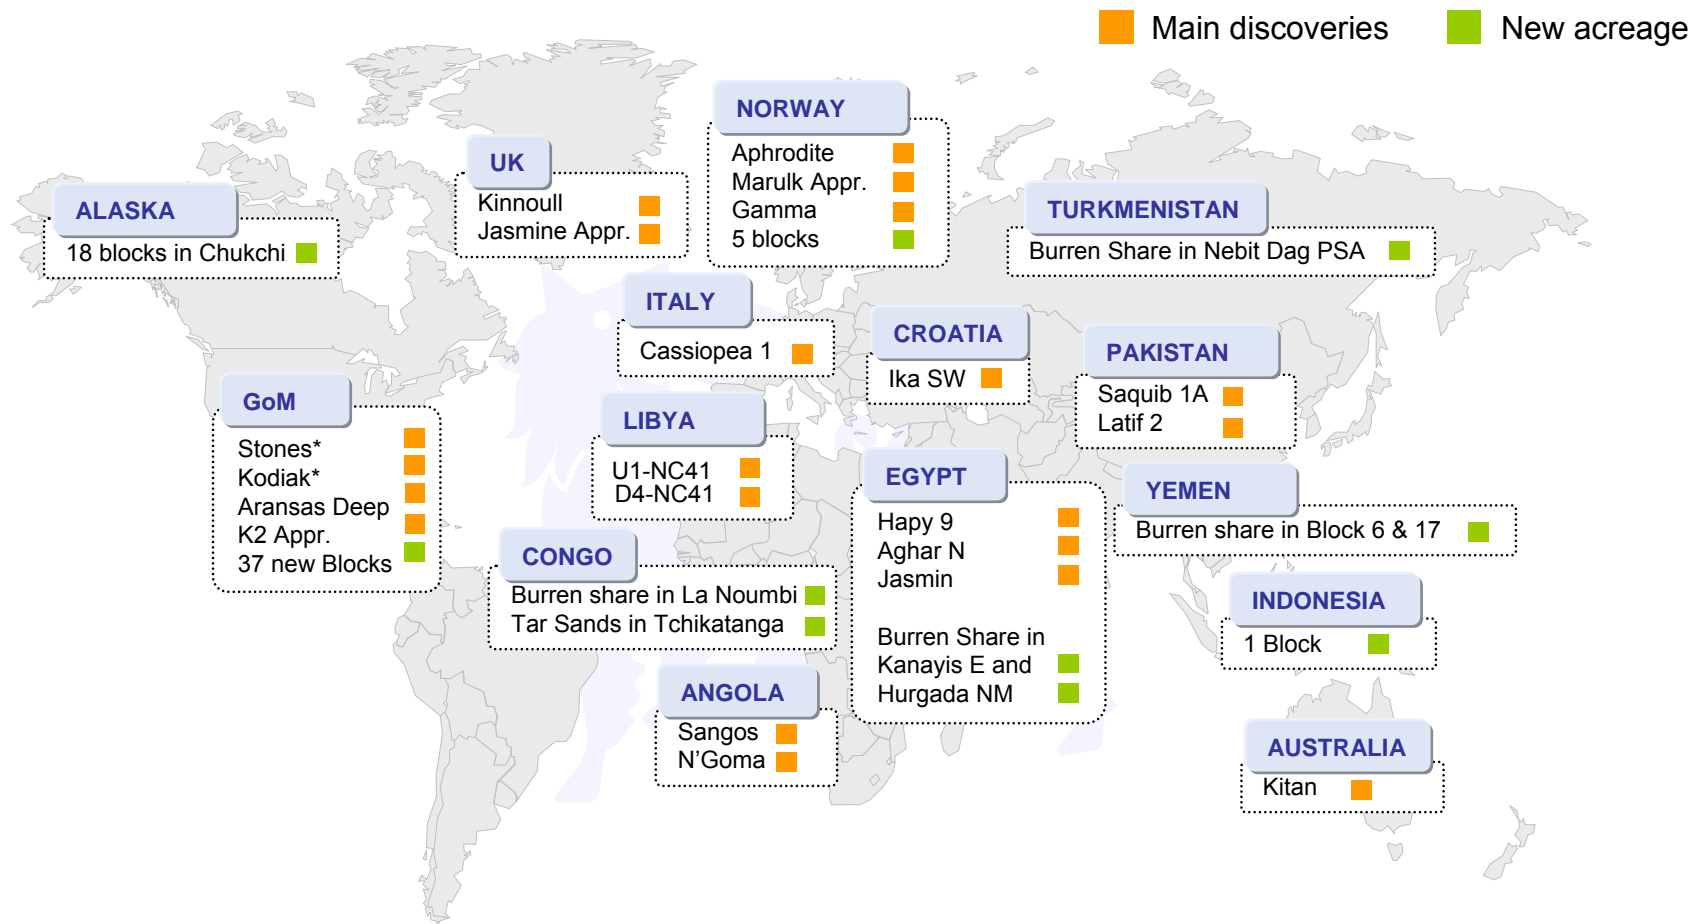 Main discoveries
New acreage
NORWAY
Aphrodite
Marulk Appr.
Gamma
5 blocks
UK
Kinnoull
Jasmine Appr.
ALASKA
18 blocks in Chukchi
TURKMENISTAN
Burren Share in Nebit Dag PSA
ITALY
Cassiopea 1
CROATIA
Ika SW
PAKISTAN
Saquib 1A
Latif 2
GoM
Stones*
Kodiak*
Aransas Deep
K2 Appr.
37 new Blocks
LIBYA
U1-NC41
D4-NC41
EGYPT
Hapy 9
Aghar N
Jasmin
Burren Share in
Kanayis E and
Hurgada NM
YEMEN
Burren share in Block 6 & 17
CONGO
Burren share in La Noumbi
Tar Sands in Tchikatanga
INDONESIA
1 Block
ANGOLA
Sangos
N’Goma
AUSTRALIA
Kitan